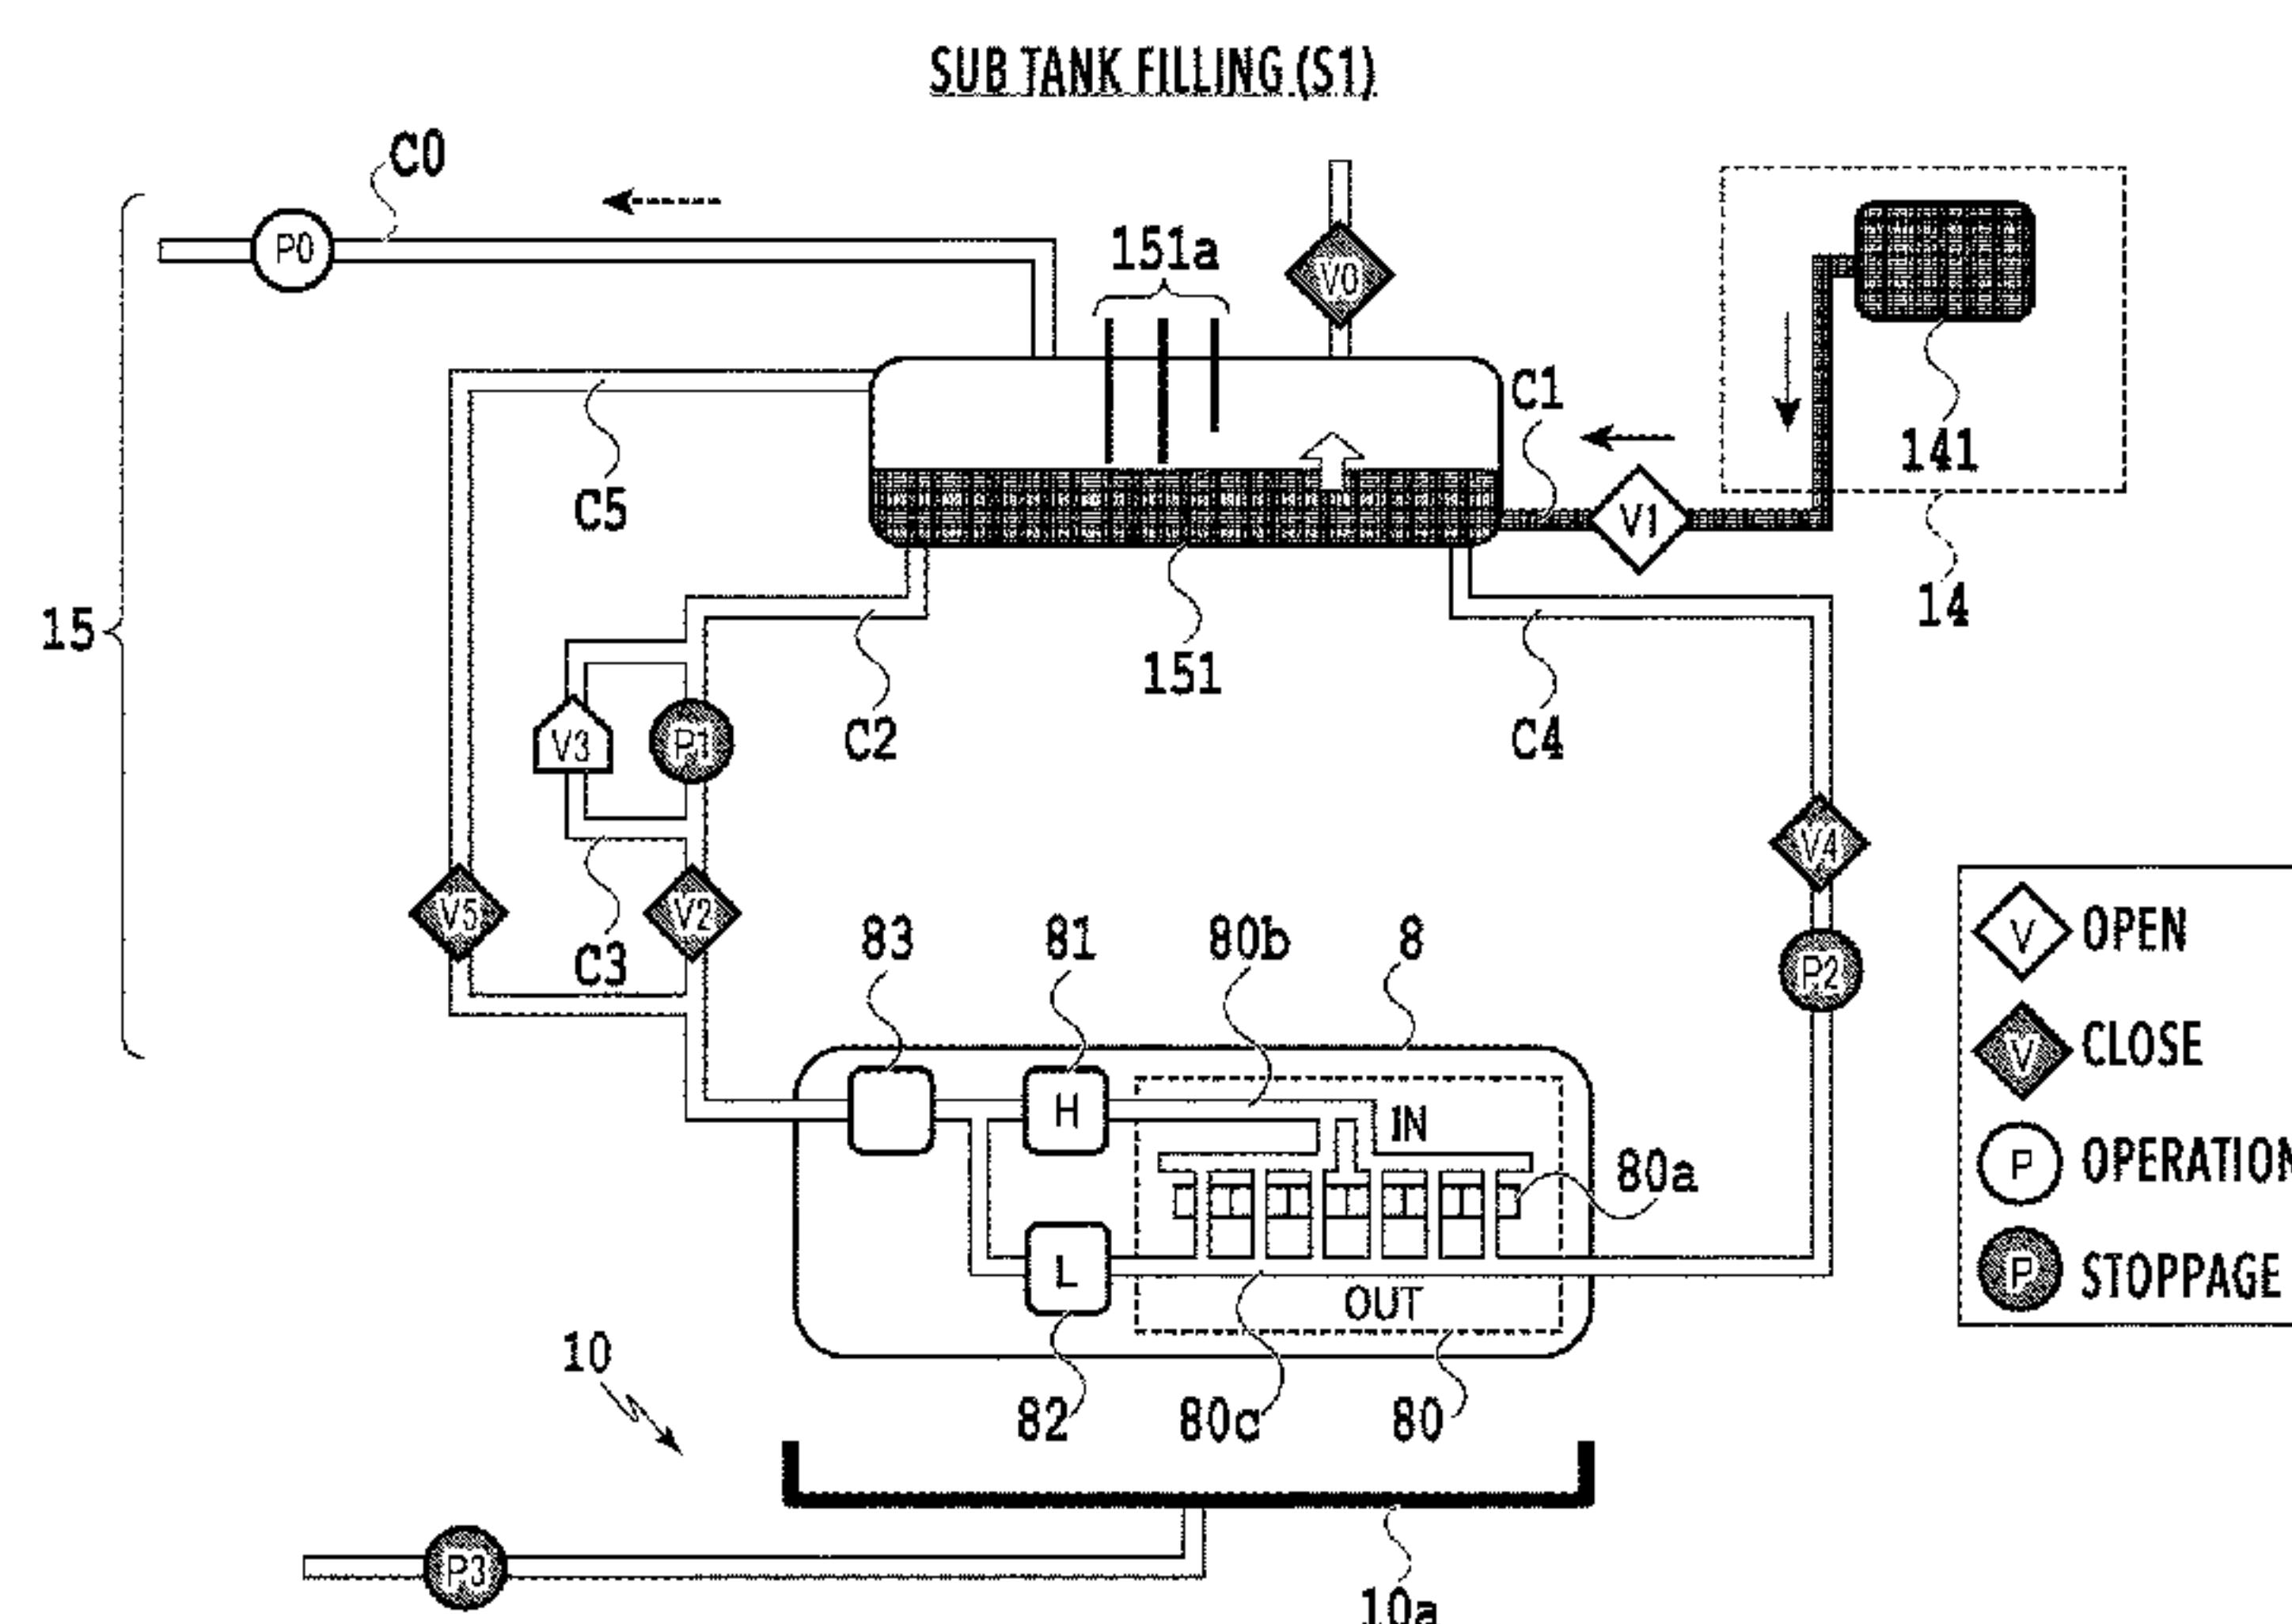 SUB TANK FILLING (S1)
C0
P0
151a
V0
C1
141
C5
V1
14
15
151
C2
C4
V3
P1
V4
V5
V2
C3
83
81
80b
8
P2
V OPEN
V CLOSE
P OPERATION
P STOPPAGE
H
IN
80a
L
OUT
10
82
80c
80
P3
10a